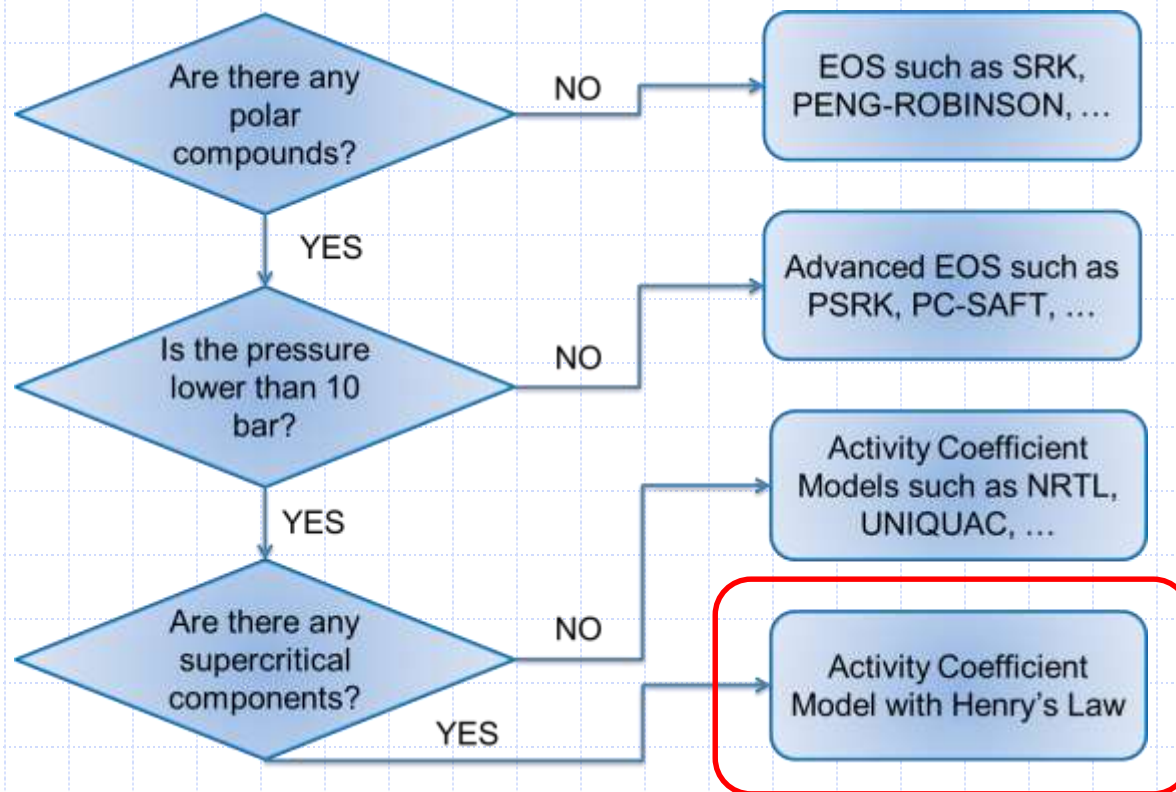 Are there any
polar
compounds?
NO
EOS such as SRK,
PENG-ROBINSON, …
YES
Is the pressure
lower than 10
bar?
NO
Advanced EOS such as
PSRK, PC-SAFT, …
YES
Are there any
supercritical
components?
NO
Activity Coefficient
Models such as NRTL,
UNIQUAC, …
YES
Activity Coefficient
Model with Henry’s Law